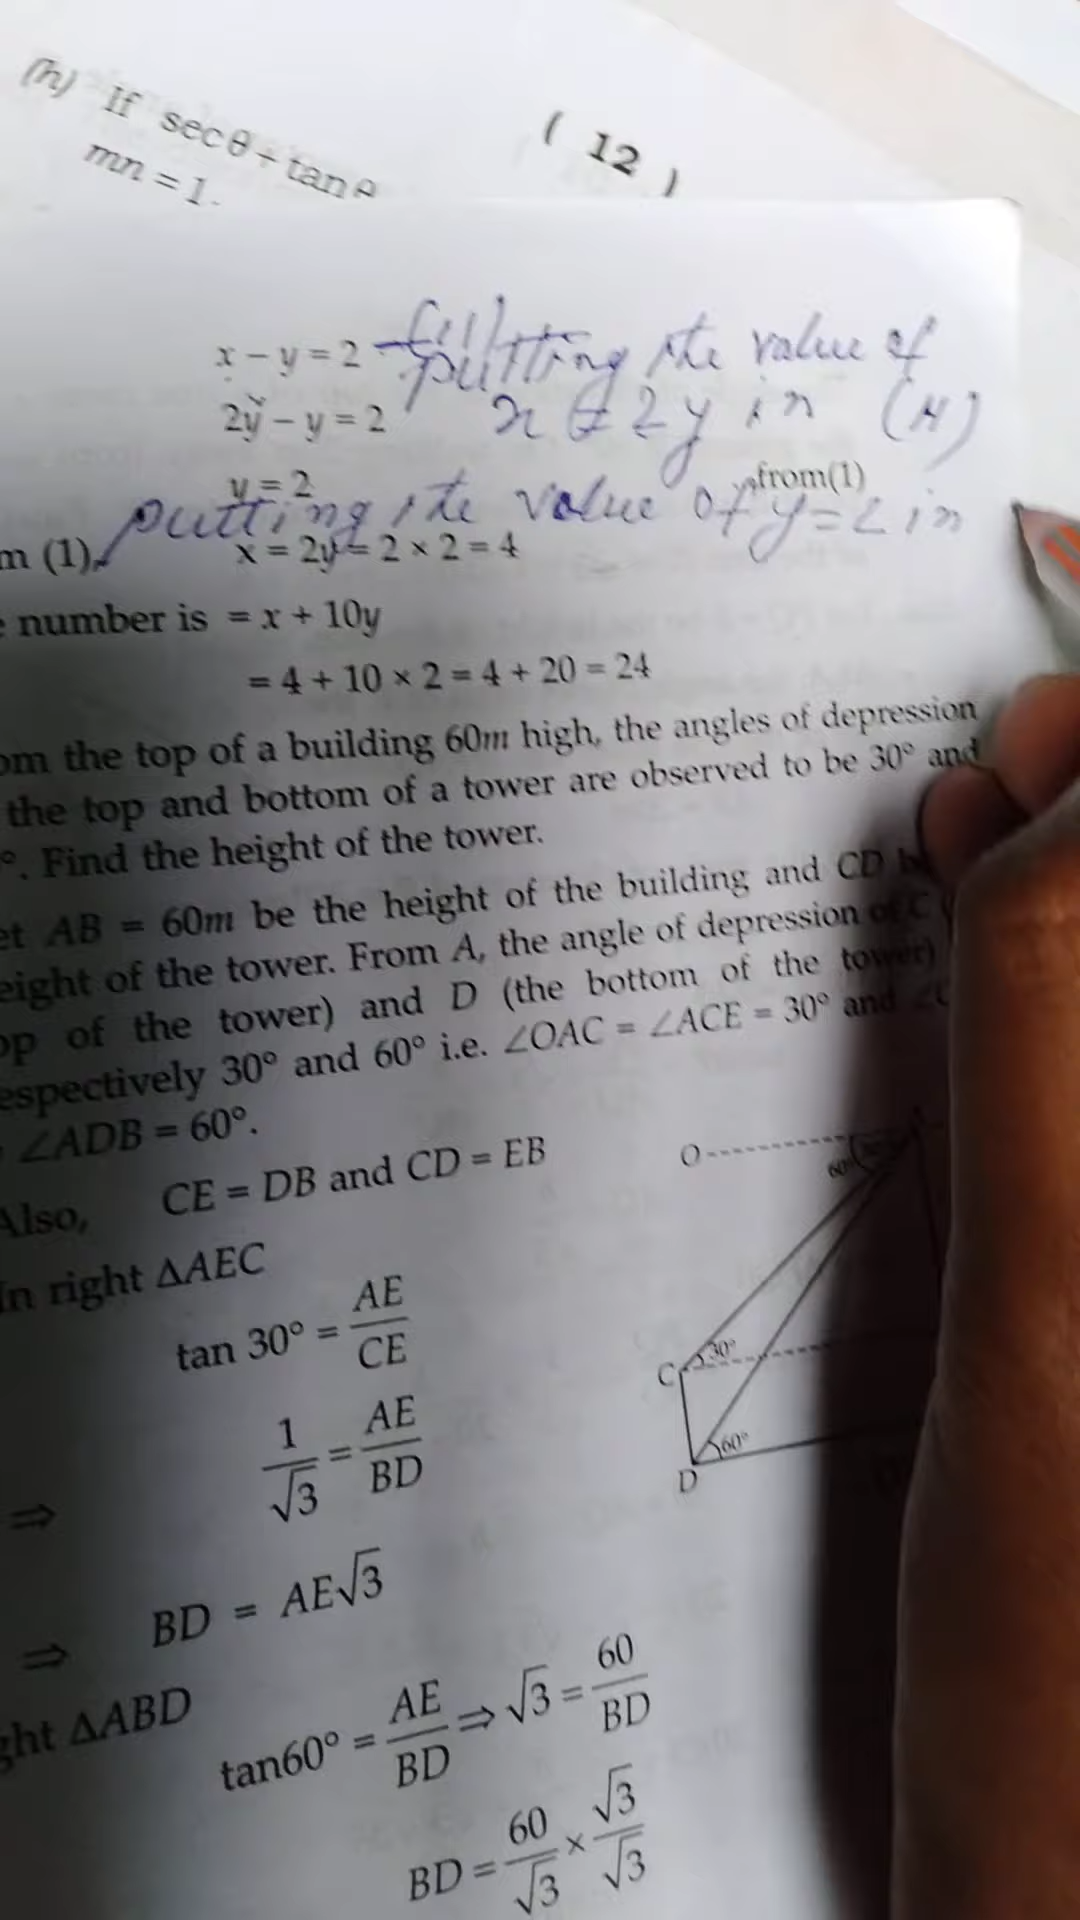 (h) If secθ + tanθ
mn = 1.
( 12 )
x − y = 2 putting the value of
2y − y = 2 x = 2y in
y = 2 from(1)
putting the value of y=2 in
m (1), x = 2y = 2 × 2 = 4
number is = x + 10y
= 4 + 10 × 2 = 4 + 20 = 24
om the top of a building 60m high, the angles of depression
the top and bottom of a tower are observed to be 30° and
°. Find the height of the tower.
et AB = 60m be the height of the building and CD
eight of the tower. From A, the angle of depression of C
op of the tower) and D (the bottom of the tower)
espectively 30° and 60° i.e. ∠OAC = ∠ACE = 30° and
∠ADB = 60°.
Also, CE = DB and CD = EB
In right ΔAEC
tan 30° = AE/CE
⇒ 1/√3 = AE/BD
⇒ BD = AE√3
ght ΔABD
tan60° = AE/BD ⇒ √3 = 60/BD
BD = 60/√3 × √3/√3
O
60°
C 30°
D 60°